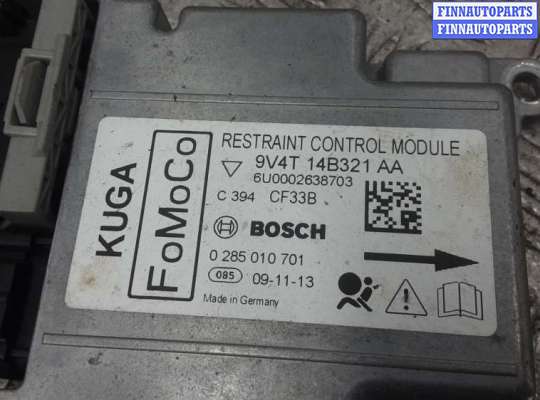 FINNAUTOPARTS
FINNAUTOPARTS
KUGA
FoMoCo
RESTRAINT CONTROL MODULE
9V4T 14B321 AA
6U0002638703
C 394 CF33B
BOSCH
0 285 010 701
085 09-11-13
Made in Germany